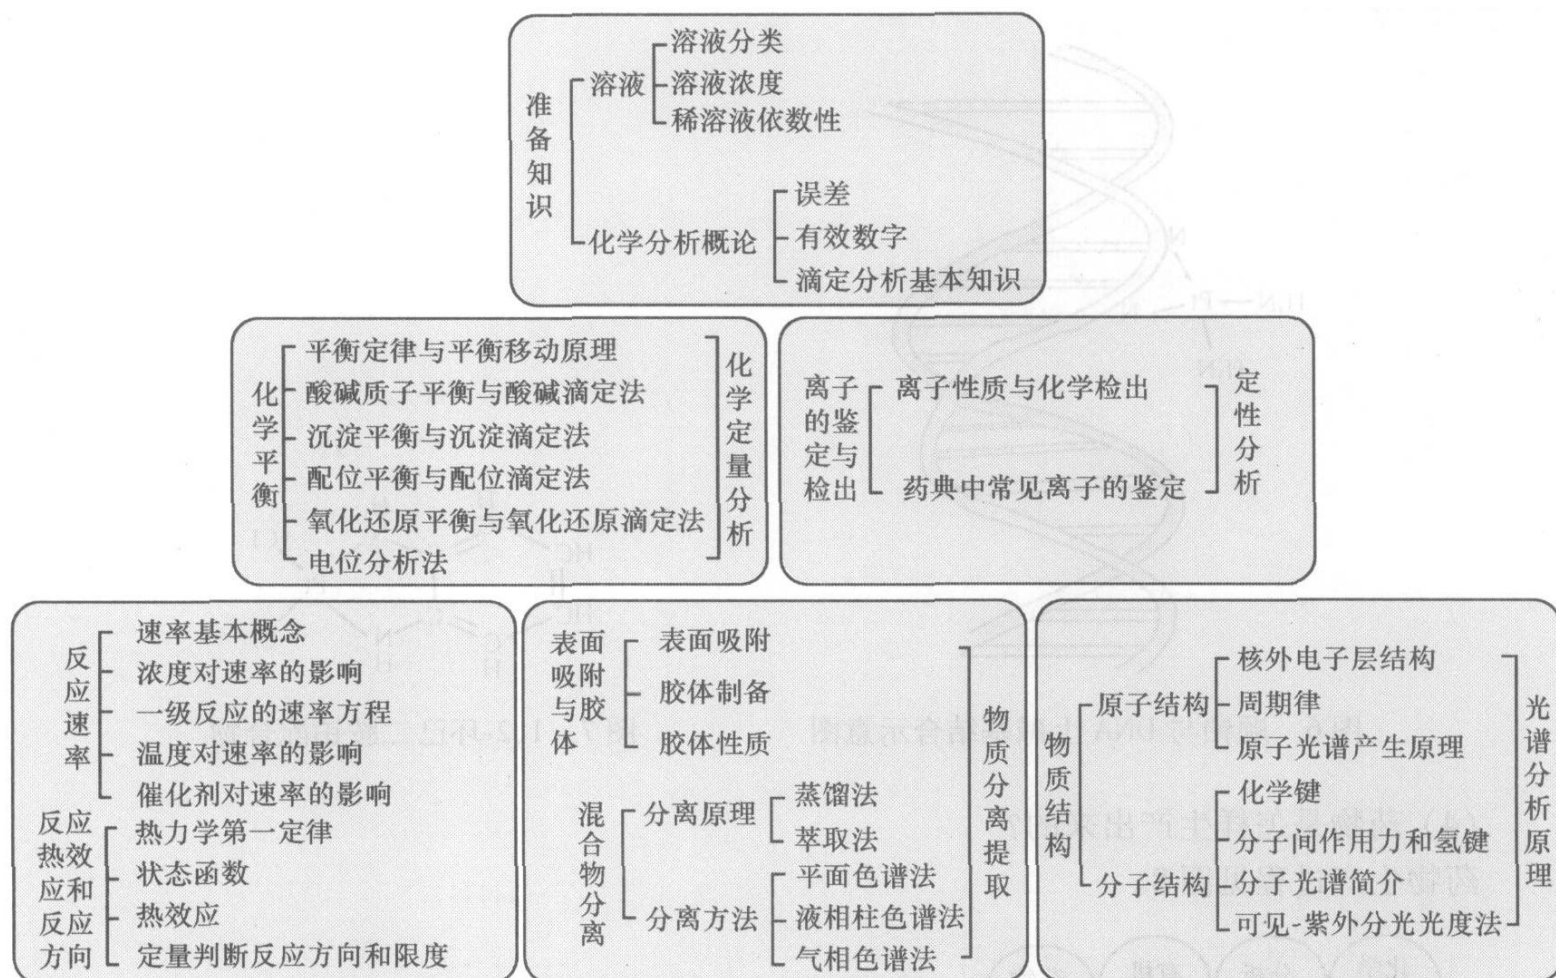 准备知识
溶液
溶液分类
溶液浓度
稀溶液依数性
化学分析概论
误差
有效数字
滴定分析基本知识
化学平衡
平衡定律与平衡移动原理
酸碱质子平衡与酸碱滴定法
沉淀平衡与沉淀滴定法
配位平衡与配位滴定法
氧化还原平衡与氧化还原滴定法
电位分析法
化学定量分析
离子
的鉴
定与
检出
离子性质与化学检出
药典中常见离子的鉴定
定性分析
反应速率
速率基本概念
浓度对速率的影响
一级反应的速率方程
温度对速率的影响
催化剂对速率的影响
反应
热效
应和
反应
方向
热力学第一定律
状态函数
热效应
定量判断反应方向和限度
表面
吸附
与胶
体
表面吸附
胶体制备
胶体性质
混合物分离
分离原理
蒸馏法
萃取法
分离方法
平面色谱法
液相柱色谱法
气相色谱法
物质分离提取
物质结构
原子结构
核外电子层结构
周期律
原子光谱产生原理
分子结构
化学键
分子间作用力和氢键
分子光谱简介
可见-紫外分光光度法
光谱分析原理